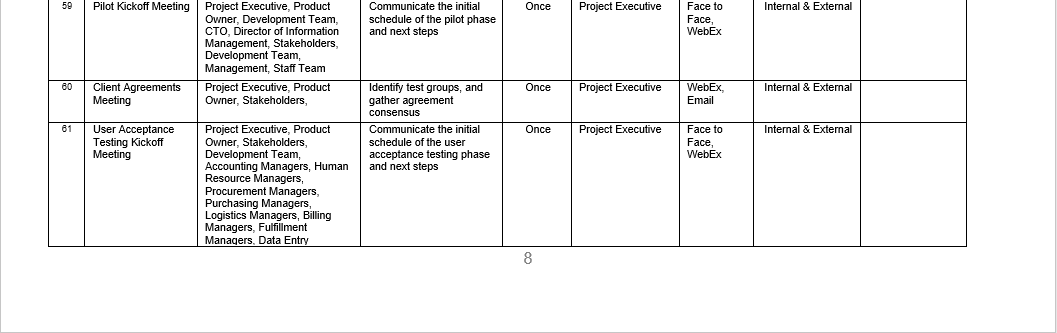 59 Pilot Kickoff Meeting Project Executive, Product Communicate the initial Once Project Executive Face to Internal & External
Owner, Development Team, schedule of the pilot phase Face,
CTO, Director of Information and next steps WebEx
Management, Stakeholders,
Development Team,
Management, Staff Team
60 Client Agreements Project Executive, Product Identify test groups, and Once Project Executive WebEx, Internal & External
Meeting Owner, Stakeholders, gather agreement Email
consensus
61 User Acceptance Project Executive, Product Communicate the initial Once Project Executive Face to Internal & External
Testing Kickoff Owner, Stakeholders, schedule of the user Face,
Meeting Development Team, acceptance testing phase WebEx
Accounting Managers, Human and next steps
Resource Managers,
Procurement Managers,
Purchasing Managers,
Logistics Managers, Billing
Managers, Fulfillment
Managers, Data Entry
8